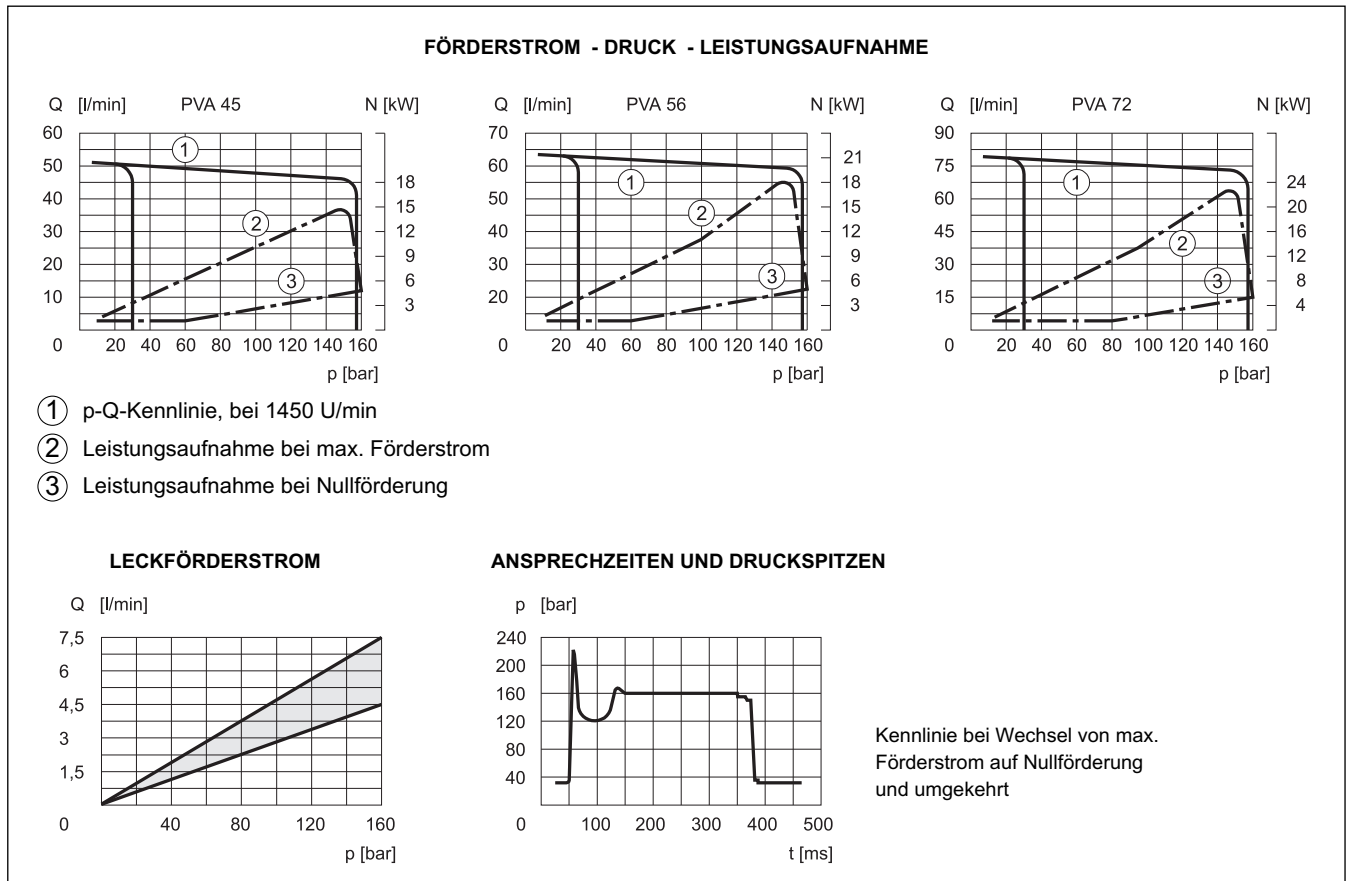 FÖRDERSTROM - DRUCK - LEISTUNGSAUFNAHME
Q [l/min] PVA 45 N [kW]
60
50
40
30
20
10
0
18
15
12
9
6
3
20 40 60 80 100 120 140 160
p [bar]
1
2
3
Q [l/min] PVA 56 N [kW]
70
60
50
40
30
20
0
21
18
15
12
9
6
3
20 40 60 80 100 120 140 160
p [bar]
1
2
3
Q [l/min] PVA 72 N [kW]
90
75
60
45
30
15
0
24
20
16
12
8
4
20 40 60 80 100 120 140 160
p [bar]
1
2
3
1 p-Q-Kennlinie, bei 1450 U/min
2 Leistungsaufnahme bei max. Förderstrom
3 Leistungsaufnahme bei Nullförderung
LECKFÖRDERSTROM
Q [l/min]
7,5
6
4,5
3
1,5
0 40 80 120 160
p [bar]
ANSPRECHZEITEN UND DRUCKSPITZEN
p [bar]
240
200
160
120
80
40
0 100 200 300 400 500
t [ms]
Kennlinie bei Wechsel von max.
Förderstrom auf Nullförderung
und umgekehrt